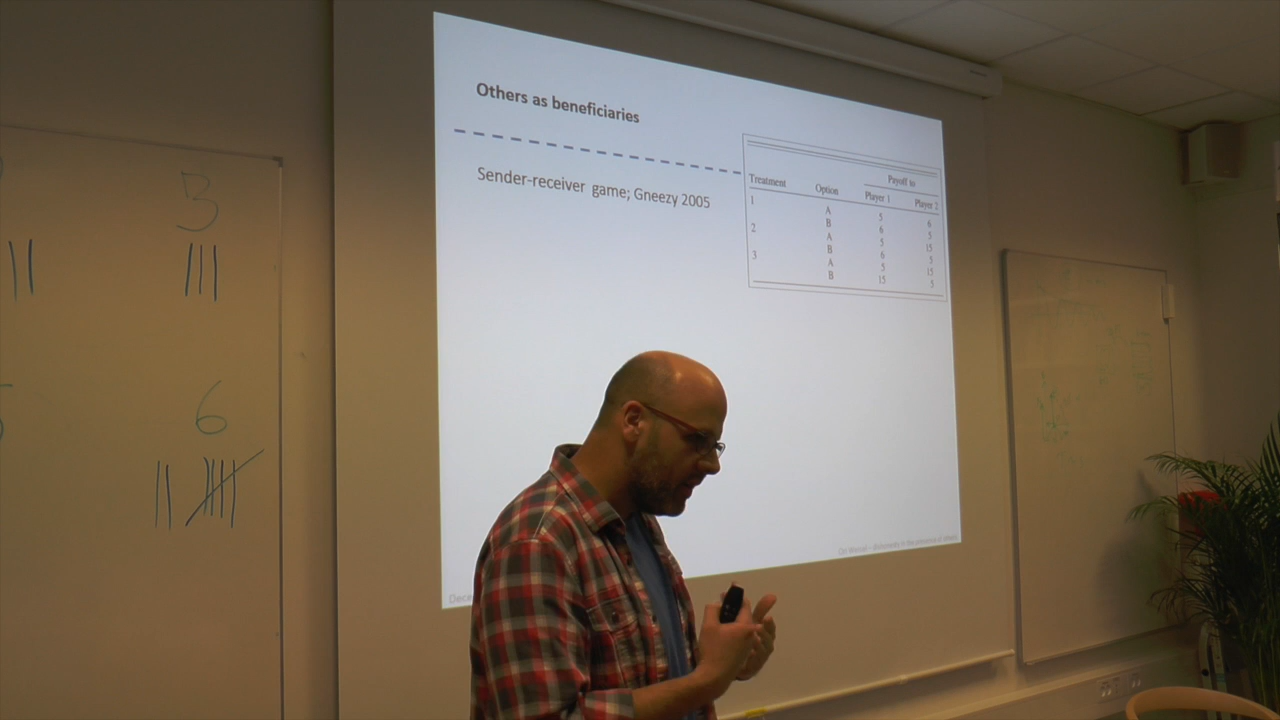 Others as beneficiaries
Sender-receiver game; Gneezy 2005
Payoff to
Treatment Option Player 1 Player 2
1 A 5 6
B 6 5
2 A 5 15
B 6 5
3 A 5 15
B 15 5
Dece
3
6